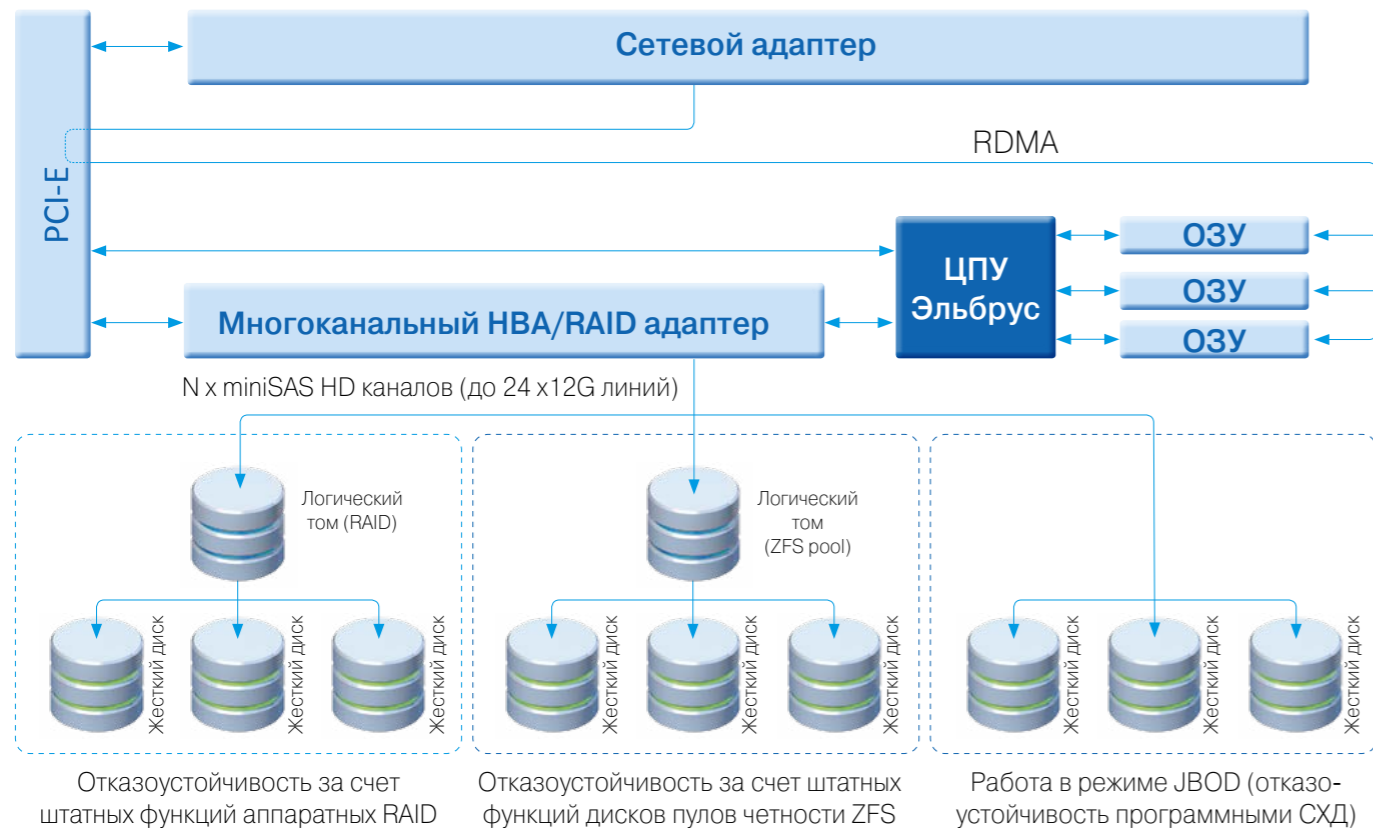 Сетевой адаптер
RDMA
PCI-E
ОЗУ
ЦПУ
Эльбрус
ОЗУ
ОЗУ
Многоканальный HBA/RAID адаптер
N x miniSAS HD каналов (до 24 x12G линий)
Логический
том (RAID)
Логический
том
(ZFS pool)
Жесткий диск
Жесткий диск
Жесткий диск
Жесткий диск
Жесткий диск
Жесткий диск
Жесткий диск
Жесткий диск
Жесткий диск
Отказоустойчивость за счет
штатных функций аппаратных RAID
Отказоустойчивость за счет штатных
функций дисков пулов четности ZFS
Работа в режиме JBOD (отказо-
устойчивость программными СХД)